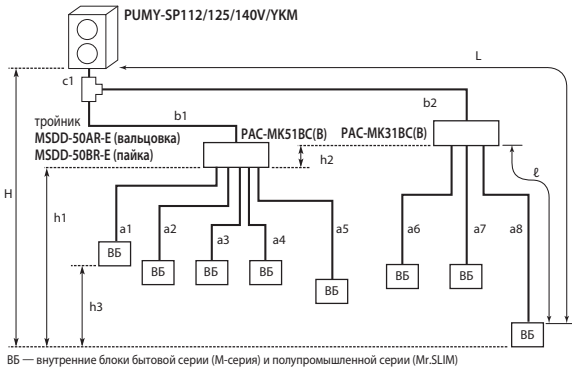 PUMY-SP112/125/140V/YKM
L
c1
b2
b1
тройник
MSDD-50AR-E (вальцовка)
MSDD-50BR-E (пайка)
PAC-MK51BC(B)
PAC-MK31BC(B)
h2
ℓ
H
h1
a1
a2
a3
a4
a5
a6
a7
a8
ВБ
ВБ
ВБ
ВБ
ВБ
ВБ
ВБ
h3
ВБ
ВБ — внутренние блоки бытовой серии (M-серия) и полупромышленной серии (Mr.SLIM)